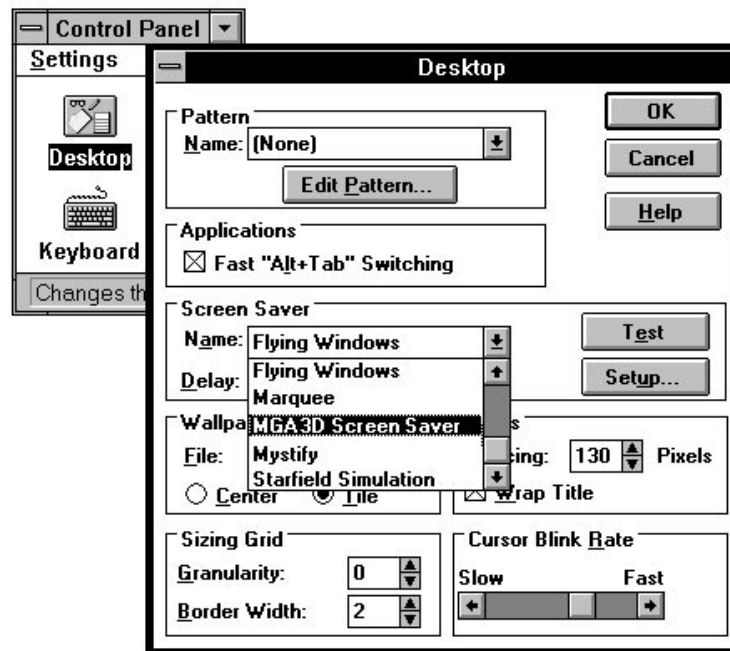 Control Panel
Settings
Desktop
Keyboard
Changes th
Desktop
Pattern
Name: (None)
Edit Pattern...
OK
Cancel
Help
Applications
Fast "Alt+Tab" Switching
Screen Saver
Name: Flying Windows
Delay:
Flying Windows
Marquee
MGA3D Screen Saver
Mystify
Starfield Simulation
Test
Setup...
Wallpa
File:
Center Tile
s
cing: 130 Pixels
Wrap Title
Sizing Grid
Granularity: 0
Border Width: 2
Cursor Blink Rate
Slow Fast